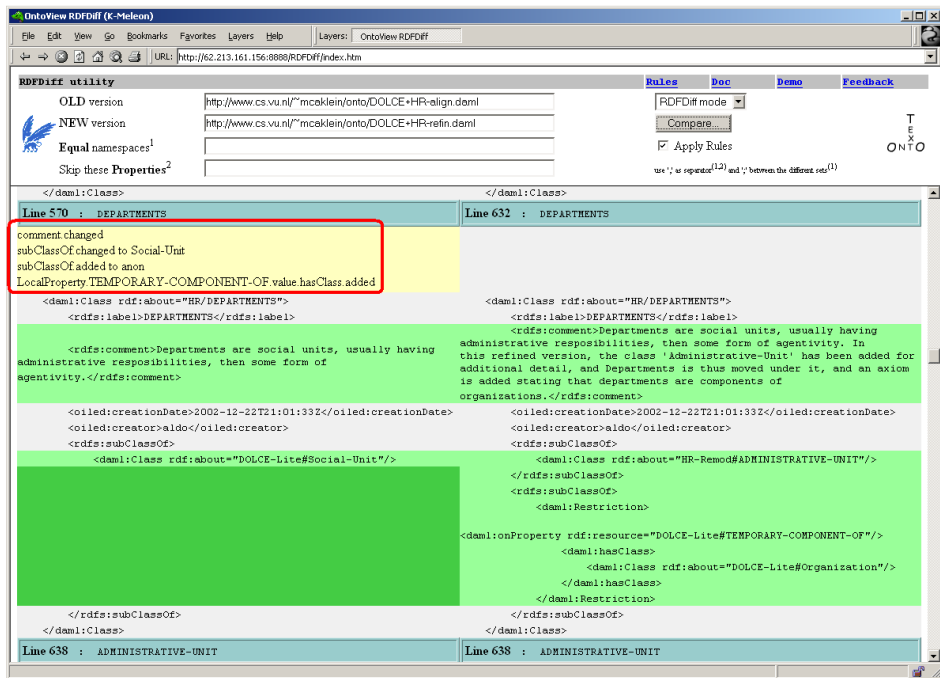 OntoView RDFDiff (K-Meleon)
File Edit View Go Bookmarks Favorites Layers Help Layers: OntoView RDFDiff
URL: http://62.213.161.156:8888/RDFDiff/index.htm
RDFDiff utility Rules Doc Demo Feedback
OLD version http://www.cs.vu.nl/~mcaklein/onto/DOLCE+HR-align.daml RDFDiff mode
NEW version http://www.cs.vu.nl/~mcaklein/onto/DOLCE+HR-refin.daml Compare...
Equal namespaces1 Apply Rules
Skip these Properties2 use ',' as separator(1,2) and ';' between the different sets(1)
TEXT
ONTO
</daml:Class> </daml:Class>
Line 570 : DEPARTMENTS Line 632 : DEPARTMENTS
comment.changed
subClassOf.changed to Social-Unit
subClassOf.added to anon
LocalProperty.TEMPORARY-COMPONENT-OF.value.hasClass.added
<daml:Class rdf:about="HR/DEPARTMENTS"> <daml:Class rdf:about="HR/DEPARTMENTS">
<rdfs:label>DEPARTMENTS</rdfs:label> <rdfs:label>DEPARTMENTS</rdfs:label>
<rdfs:comment>Departments are social units, usually having
administrative resposibilities, then some form of
agentivity.</rdfs:comment>
<rdfs:comment>Departments are social units, usually having
administrative resposibilities, then some form of agentivity. In
this refined version, the class 'Administrative-Unit' has been added for
additional detail, and Departments is thus moved under it, and an axiom
is added stating that departments are components of
organizations.</rdfs:comment>
<oiled:creationDate>2002-12-22T21:01:33Z</oiled:creationDate> <oiled:creationDate>2002-12-22T21:01:33Z</oiled:creationDate>
<oiled:creator>aldo</oiled:creator> <oiled:creator>aldo</oiled:creator>
<rdfs:subClassOf> <rdfs:subClassOf>
<daml:Class rdf:about="DOLCE-Lite#Social-Unit"/> <daml:Class rdf:about="HR-Remod#ADMINISTRATIVE-UNIT"/>
</rdfs:subClassOf>
<rdfs:subClassOf>
<daml:Restriction>
<daml:onProperty rdf:resource="DOLCE-Lite#TEMPORARY-COMPONENT-OF"/>
<daml:hasClass>
<daml:Class rdf:about="DOLCE-Lite#Organization"/>
</daml:hasClass>
</daml:Restriction>
</rdfs:subClassOf> </rdfs:subClassOf>
</daml:Class> </daml:Class>
Line 638 : ADMINISTRATIVE-UNIT Line 638 : ADMINISTRATIVE-UNIT